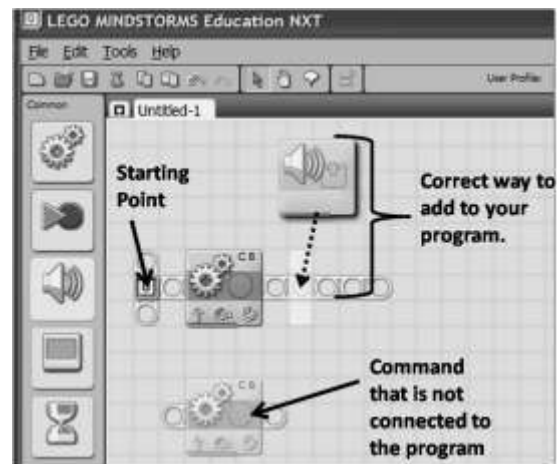 LEGO MINDSTORMS Education NXT
File Edit Tools Help
User Profile:
Common
Untitled-1
Starting
Point
Correct way to
add to your
program.
C B
Command
that is not
connected to
the program
C B